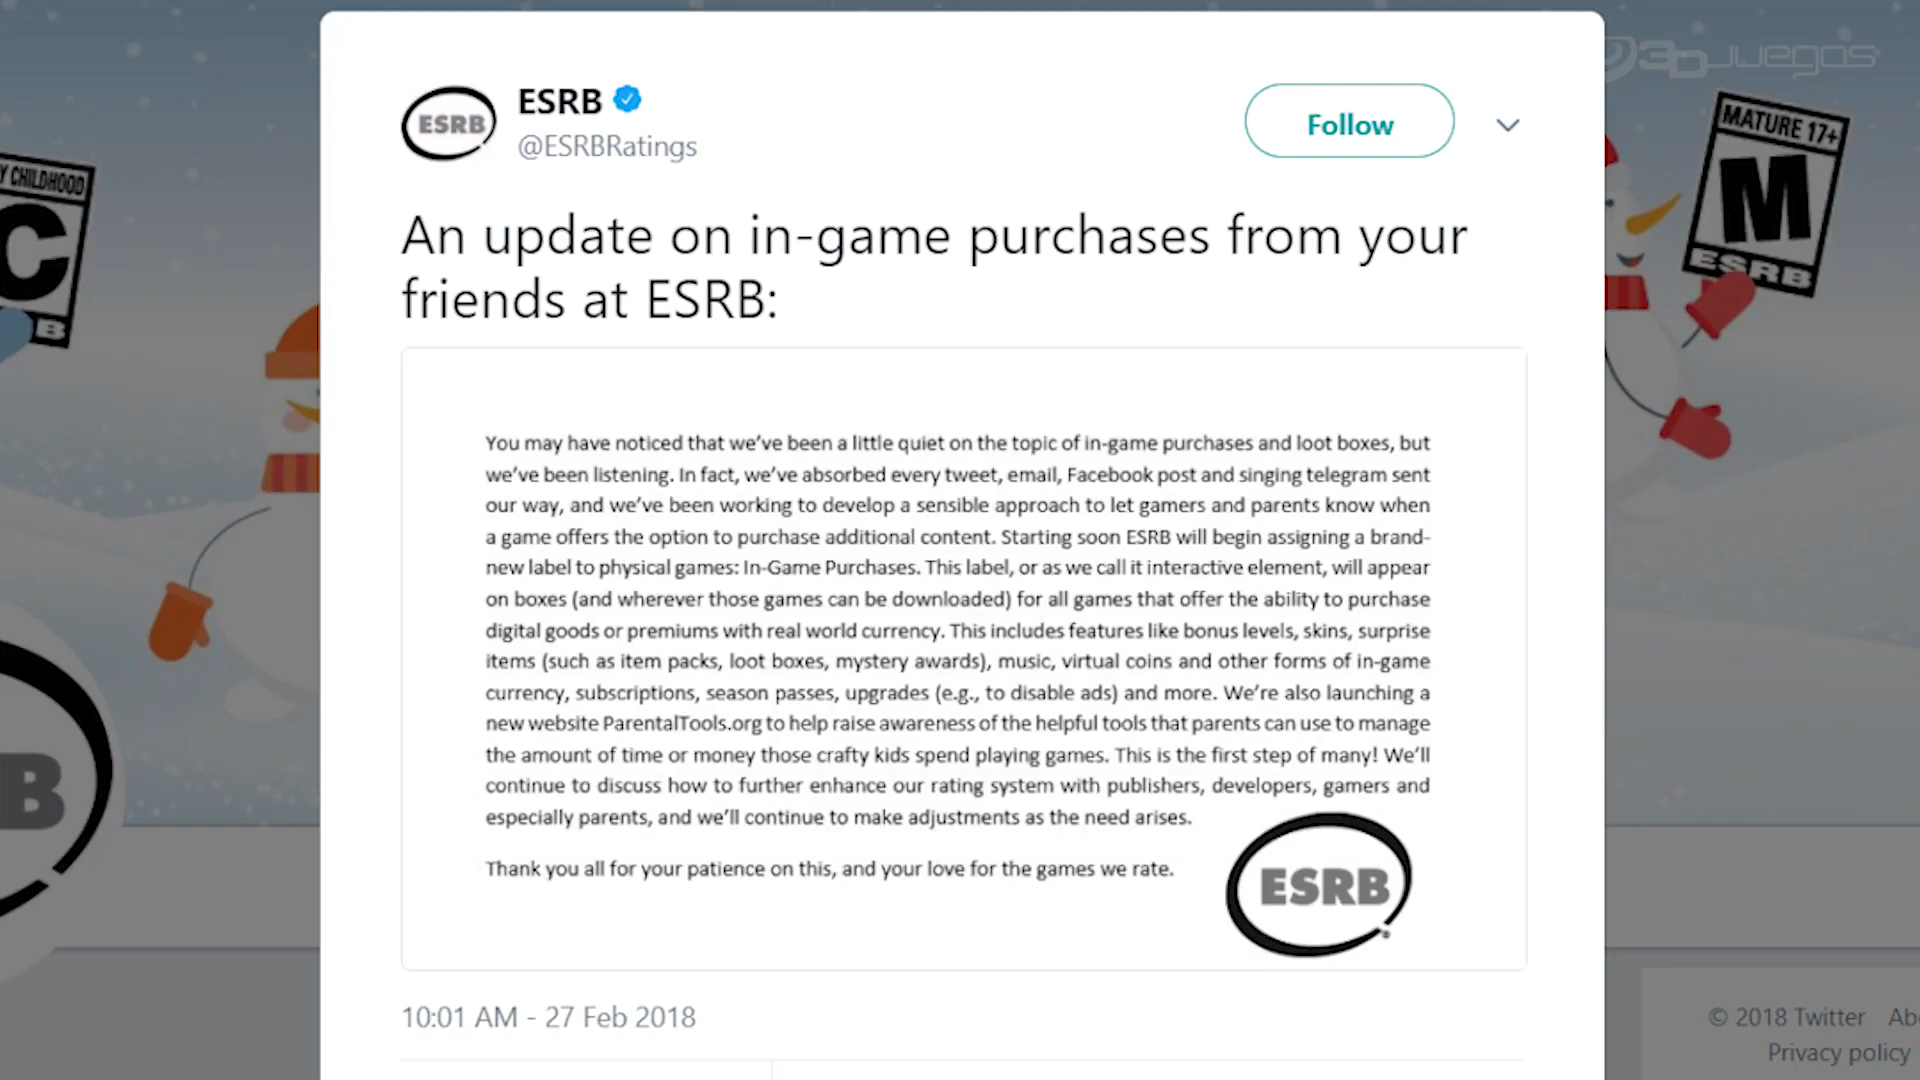 3DJuegos
ESRB
ESRB
@ESRBRatings
Follow
An update on in-game purchases from your
friends at ESRB:
You may have noticed that we've been a little quiet on the topic of in-game purchases and loot boxes, but
we've been listening. In fact, we've absorbed every tweet, email, Facebook post and singing telegram sent
our way, and we've been working to develop a sensible approach to let gamers and parents know when
a game offers the option to purchase additional content. Starting soon ESRB will begin assigning a brand-
new label to physical games: In-Game Purchases. This label, or as we call it interactive element, will appear
on boxes (and wherever those games can be downloaded) for all games that offer the ability to purchase
digital goods or premiums with real world currency. This includes features like bonus levels, skins, surprise
items (such as item packs, loot boxes, mystery awards), music, virtual coins and other forms of in-game
currency, subscriptions, season passes, upgrades (e.g., to disable ads) and more. We're also launching a
new website ParentalTools.org to help raise awareness of the helpful tools that parents can use to manage
the amount of time or money those crafty kids spend playing games. This is the first step of many! We'll
continue to discuss how to further enhance our rating system with publishers, developers, gamers and
especially parents, and we'll continue to make adjustments as the need arises.
Thank you all for your patience on this, and your love for the games we rate.
ESRB
10:01 AM - 27 Feb 2018
Y CHILDHOOD
C
B
B
MATURE 17+
M
ESRB
© 2018 Twitter Ab
Privacy policy